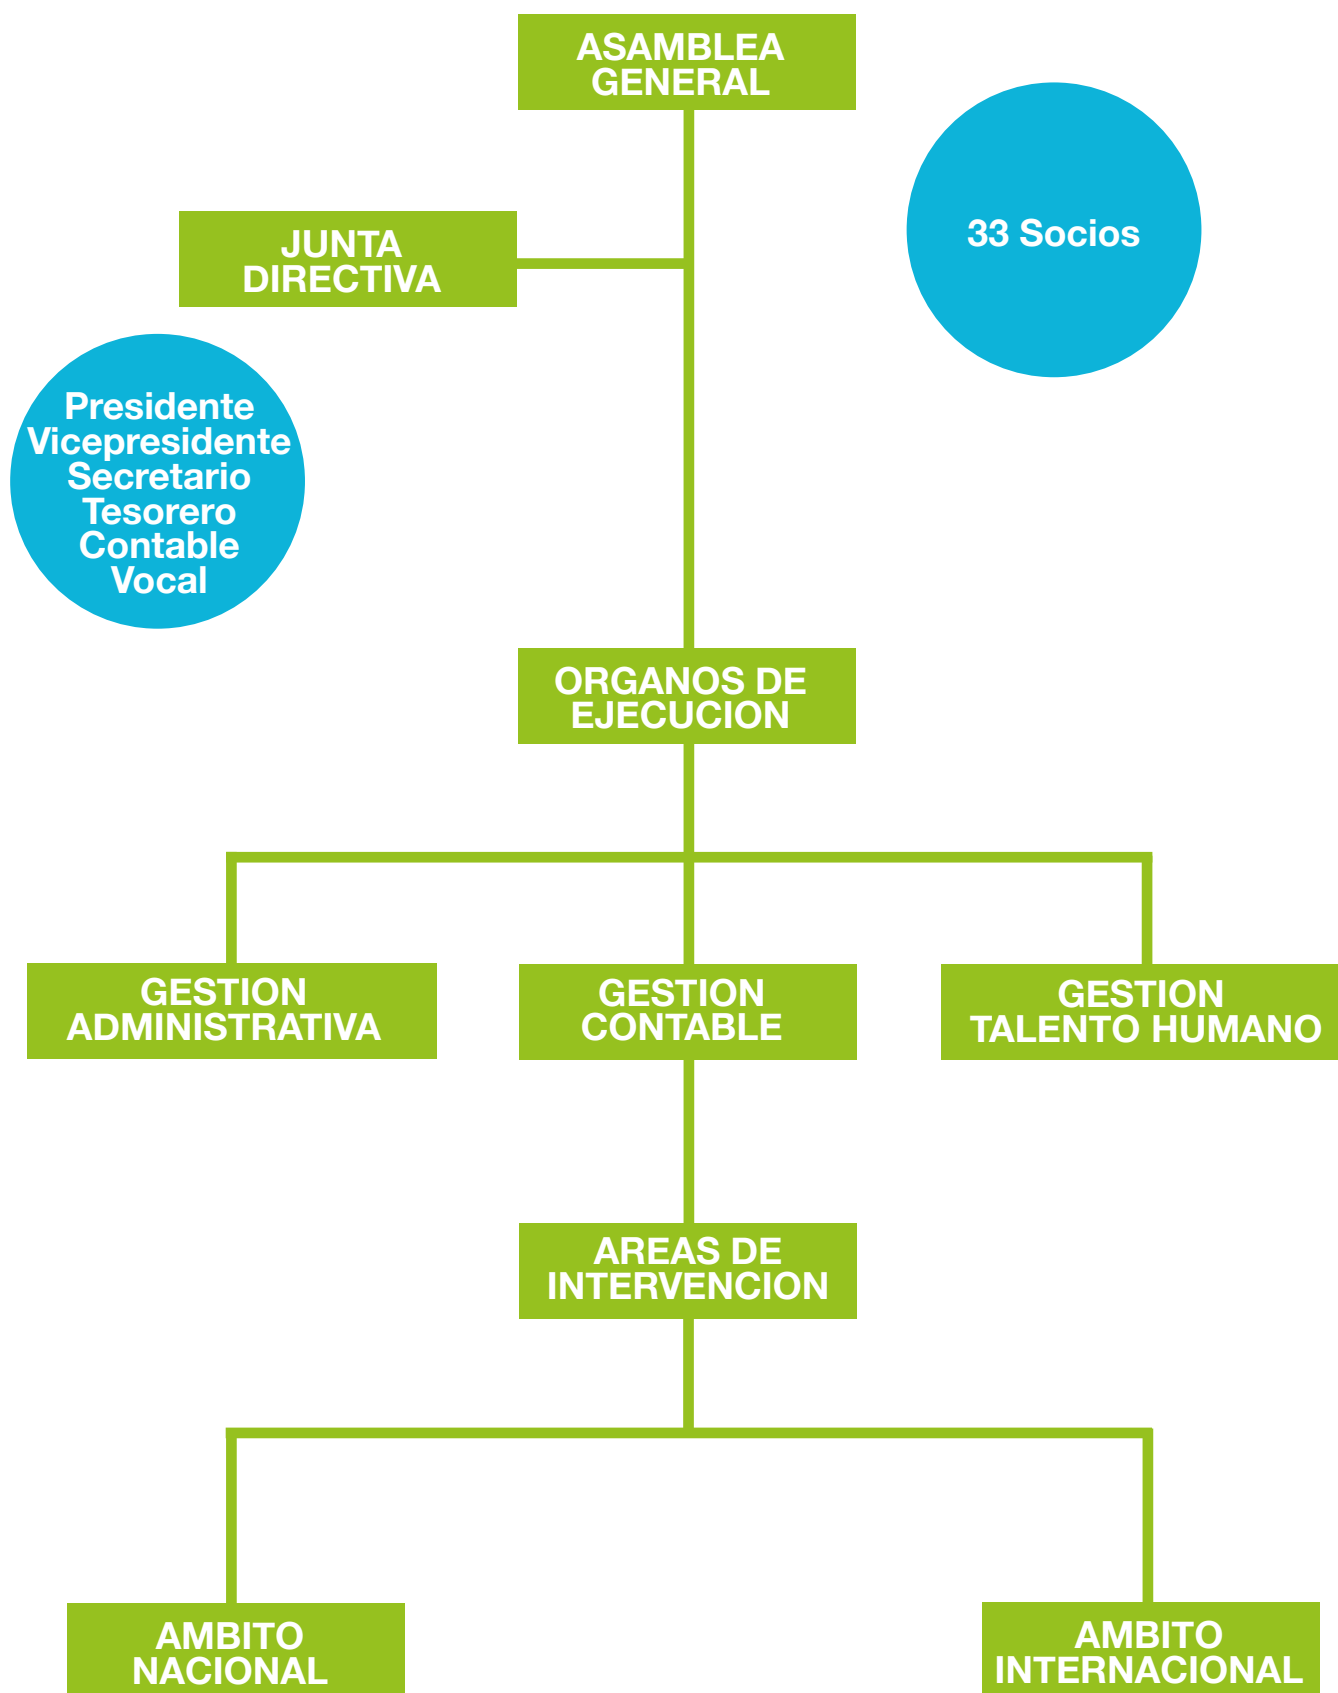 ASAMBLEA
GENERAL
33 Socios
JUNTA
DIRECTIVA
Presidente
Vicepresidente
Secretario
Tesorero
Contable
Vocal
ORGANOS DE
EJECUCION
GESTION
ADMINISTRATIVA
GESTION
CONTABLE
GESTION
TALENTO HUMANO
AREAS DE
INTERVENCION
AMBITO
NACIONAL
AMBITO
INTERNACIONAL